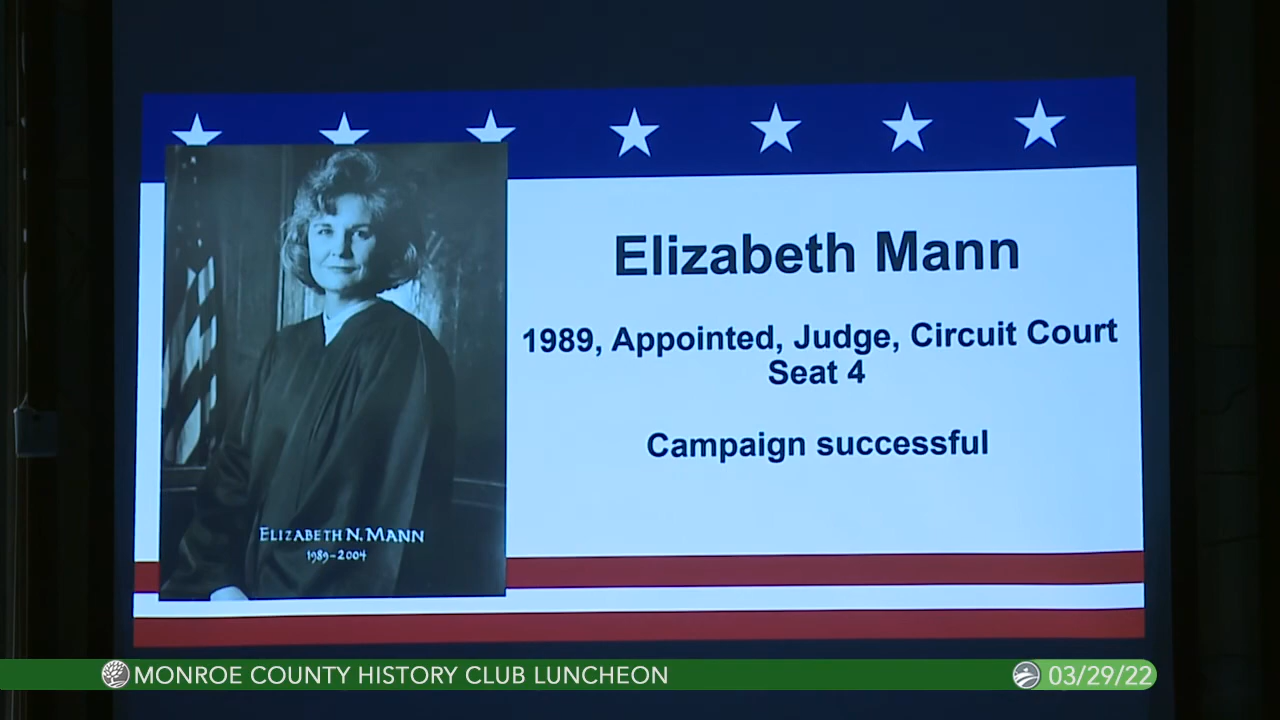 Elizabeth Mann
1989, Appointed, Judge, Circuit Court
Seat 4
Campaign successful
ELIZABETH N. MANN
1989-2004
MONROE COUNTY HISTORY CLUB LUNCHEON
03/29/22